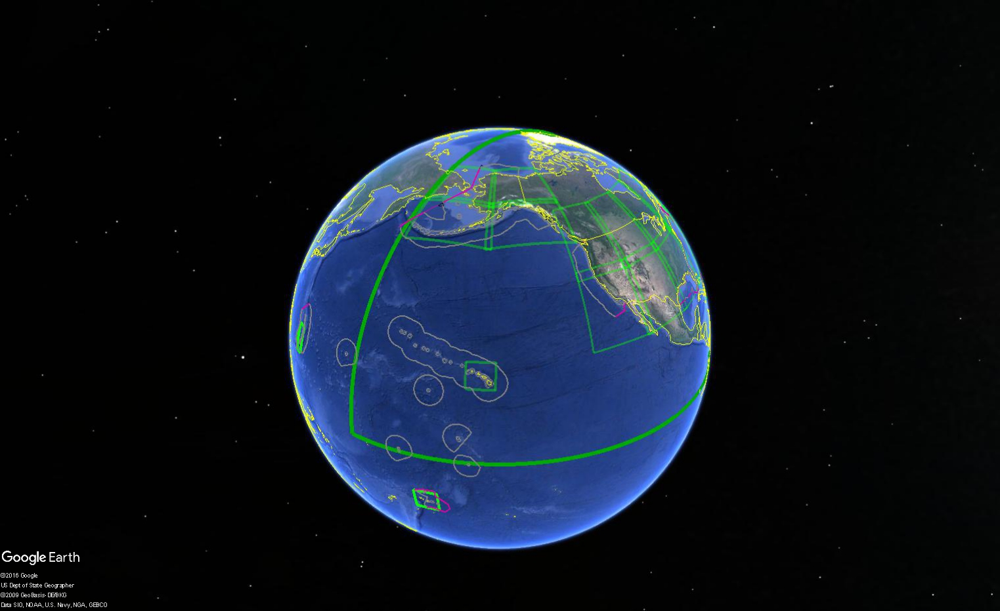 Google Earth
©2016 Google
US Dept of State Geographer
©2009 GeoBasis-DE/BKG
Data SIO, NOAA, U.S. Navy, NGA, GEBCO